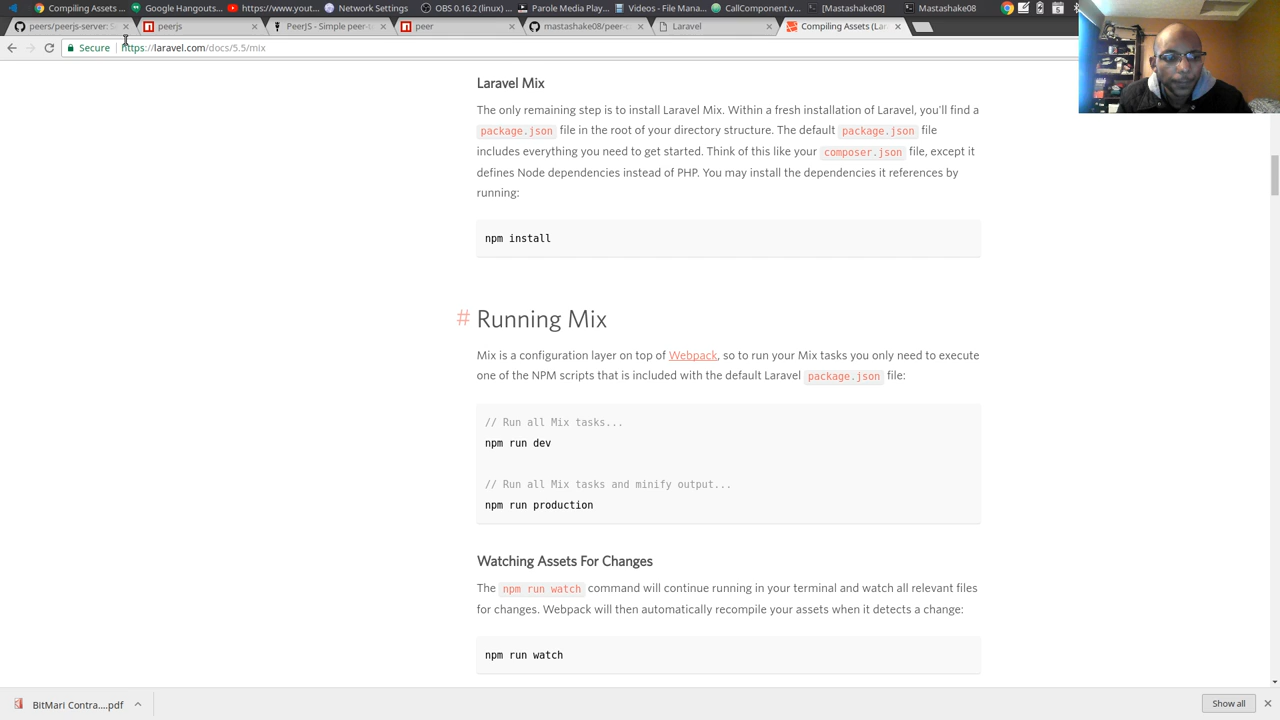 Compiling Assets ...
Google Hangouts...
https://www.yout...
Network Settings
OBS 0.16.2 (linux)
Parole Media Play...
Videos - File Mana...
CallComponent.v...
[Mastashake08]
Mastashake08
peers/peerjs-server: S
peerjs
PeerJS - Simple peer-t
peer
mastashake08/peer-c
Laravel
Compiling Assets (Lar
Secure
https://laravel.com/docs/5.5/mix
Laravel Mix
The only remaining step is to install Laravel Mix. Within a fresh installation of Laravel, you'll find a
package.json file in the root of your directory structure. The default package.json file
includes everything you need to get started. Think of this like your composer.json file, except it
defines Node dependencies instead of PHP. You may install the dependencies it references by
running:
npm install
# Running Mix
Mix is a configuration layer on top of Webpack, so to run your Mix tasks you only need to execute
one of the NPM scripts that is included with the default Laravel package.json file:
// Run all Mix tasks...
npm run dev
// Run all Mix tasks and minify output...
npm run production
Watching Assets For Changes
The npm run watch command will continue running in your terminal and watch all relevant files
for changes. Webpack will then automatically recompile your assets when it detects a change:
npm run watch
BitMari Contra....pdf
Show all